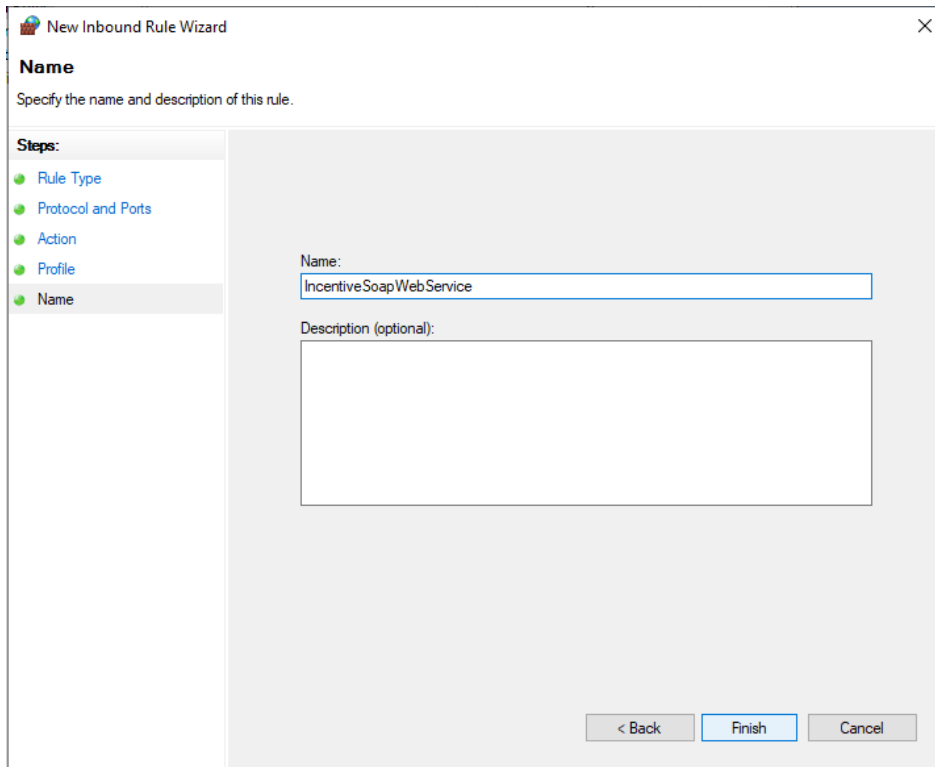 New Inbound Rule Wizard
Name
Specify the name and description of this rule.
Steps:
Rule Type
Protocol and Ports
Action
Profile
Name
Name:
IncentiveSoapWebService
Description (optional):
< Back
Finish
Cancel